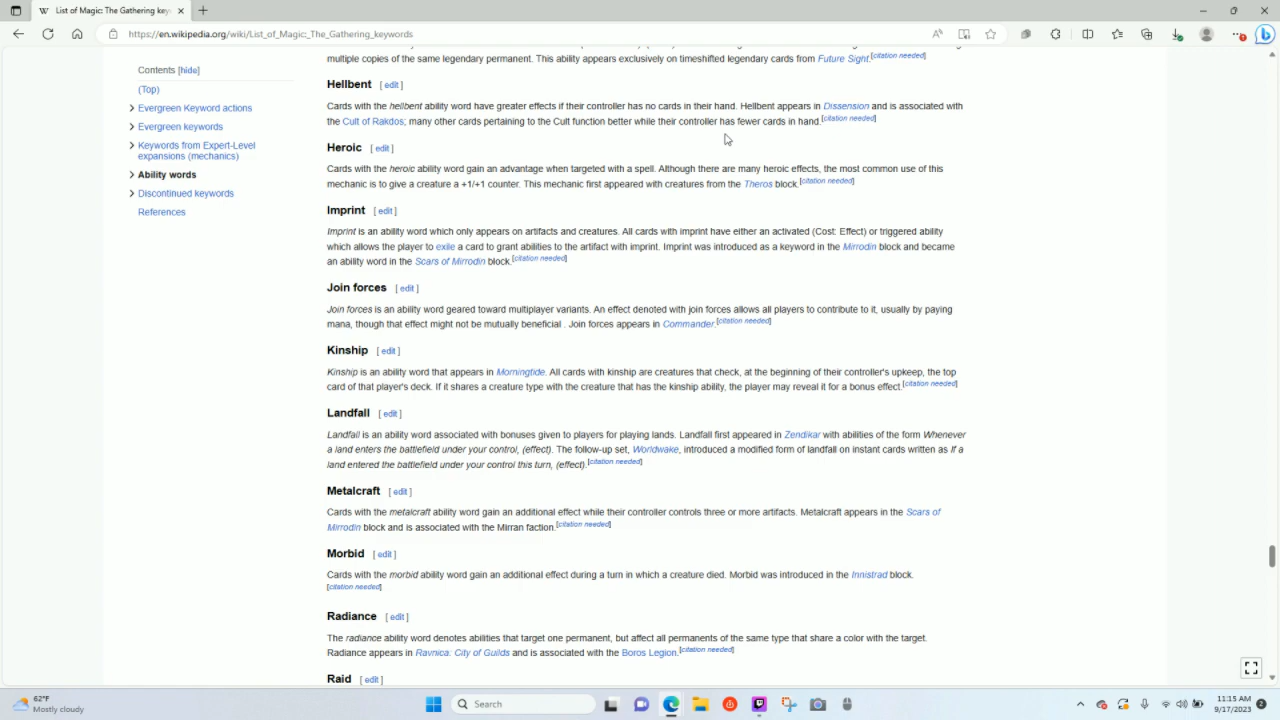 List of Magic: The Gathering key
https://en.wikipedia.org/wiki/List_of_Magic:_The_Gathering_keywords
Contents [hide]
(Top)
Evergreen Keyword actions
Evergreen keywords
Keywords from Expert-Level
expansions (mechanics)
Ability words
Discontinued keywords
References
multiple copies of the same legendary permanent. This ability appears exclusively on timeshifted legendary cards from Future Sight.[citation needed]
Hellbent [ edit ]
Cards with the hellbent ability word have greater effects if their controller has no cards in their hand. Hellbent appears in Dissension and is associated with
the Cult of Rakdos; many other cards pertaining to the Cult function better while their controller has fewer cards in hand.[citation needed]
Heroic [ edit ]
Cards with the heroic ability word gain an advantage when targeted with a spell. Although there are many heroic effects, the most common use of this
mechanic is to give a creature a +1/+1 counter. This mechanic first appeared with creatures from the Theros block.[citation needed]
Imprint [ edit ]
Imprint is an ability word which only appears on artifacts and creatures. All cards with imprint have either an activated (Cost: Effect) or triggered ability
which allows the player to exile a card to grant abilities to the artifact with imprint. Imprint was introduced as a keyword in the Mirrodin block and became
an ability word in the Scars of Mirrodin block.[citation needed]
Join forces [ edit ]
Join forces is an ability word geared toward multiplayer variants. An effect denoted with join forces allows all players to contribute to it, usually by paying
mana, though that effect might not be mutually beneficial . Join forces appears in Commander.[citation needed]
Kinship [ edit ]
Kinship is an ability word that appears in Morningtide. All cards with kinship are creatures that check, at the beginning of their controller's upkeep, the top
card of that player's deck. If it shares a creature type with the creature that has the kinship ability, the player may reveal it for a bonus effect.[citation needed]
Landfall [ edit ]
Landfall is an ability word associated with bonuses given to players for playing lands. Landfall first appeared in Zendikar with abilities of the form Whenever
a land enters the battlefield under your control, (effect). The follow-up set, Worldwake, introduced a modified form of landfall on instant cards written as If a
land entered the battlefield under your control this turn, (effect).[citation needed]
Metalcraft [ edit ]
Cards with the metalcraft ability word gain an additional effect while their controller controls three or more artifacts. Metalcraft appears in the Scars of
Mirrodin block and is associated with the Mirran faction.[citation needed]
Morbid [ edit ]
Cards with the morbid ability word gain an additional effect during a turn in which a creature died. Morbid was introduced in the Innistrad block.
[citation needed]
Radiance [ edit ]
The radiance ability word denotes abilities that target one permanent, but affect all permanents of the same type that share a color with the target.
Radiance appears in Ravnica: City of Guilds and is associated with the Boros Legion.[citation needed]
Raid [ edit ]
62°F
Mostly cloudy
Search
11:15 AM
9/17/2023